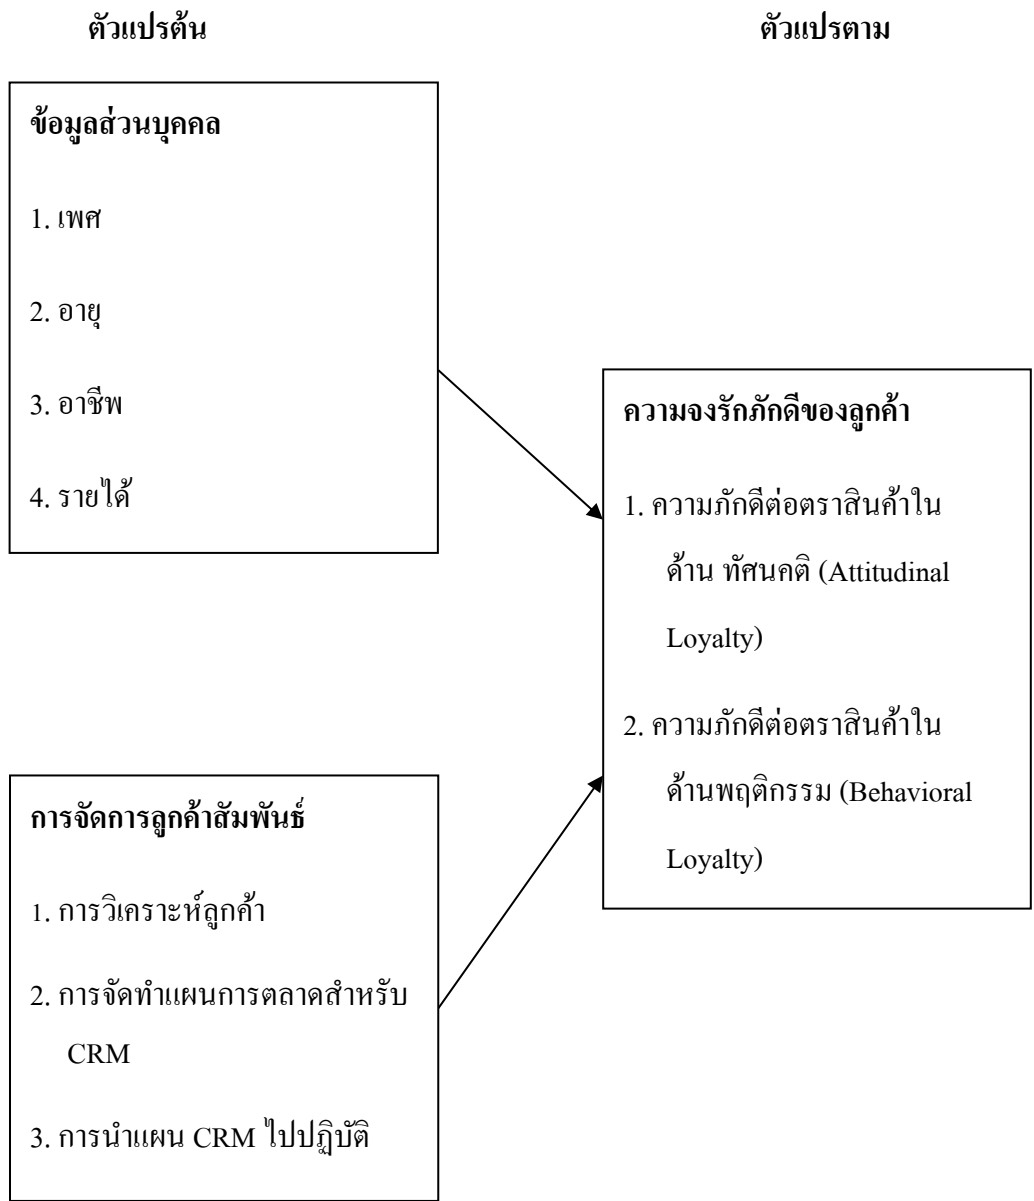 ตัวแปรต้น
ตัวแปรตาม
ข้อมูลส่วนบุคคล
1. เพศ
2. อายุ
3. อาชีพ
4. รายได้
ความจงรักภักดีของลูกค้า
1. ความภักดีต่อตราสินค้าใน
ด้าน ทัศนคติ (Attitudinal
Loyalty)
2. ความภักดีต่อตราสินค้าใน
ด้านพฤติกรรม (Behavioral
Loyalty)
การจัดการลูกค้าสัมพันธ์
1. การวิเคราะห์ลูกค้า
2. การจัดทำแผนการตลาดสำหรับ
CRM
3. การนำแผน CRM ไปปฏิบัติ